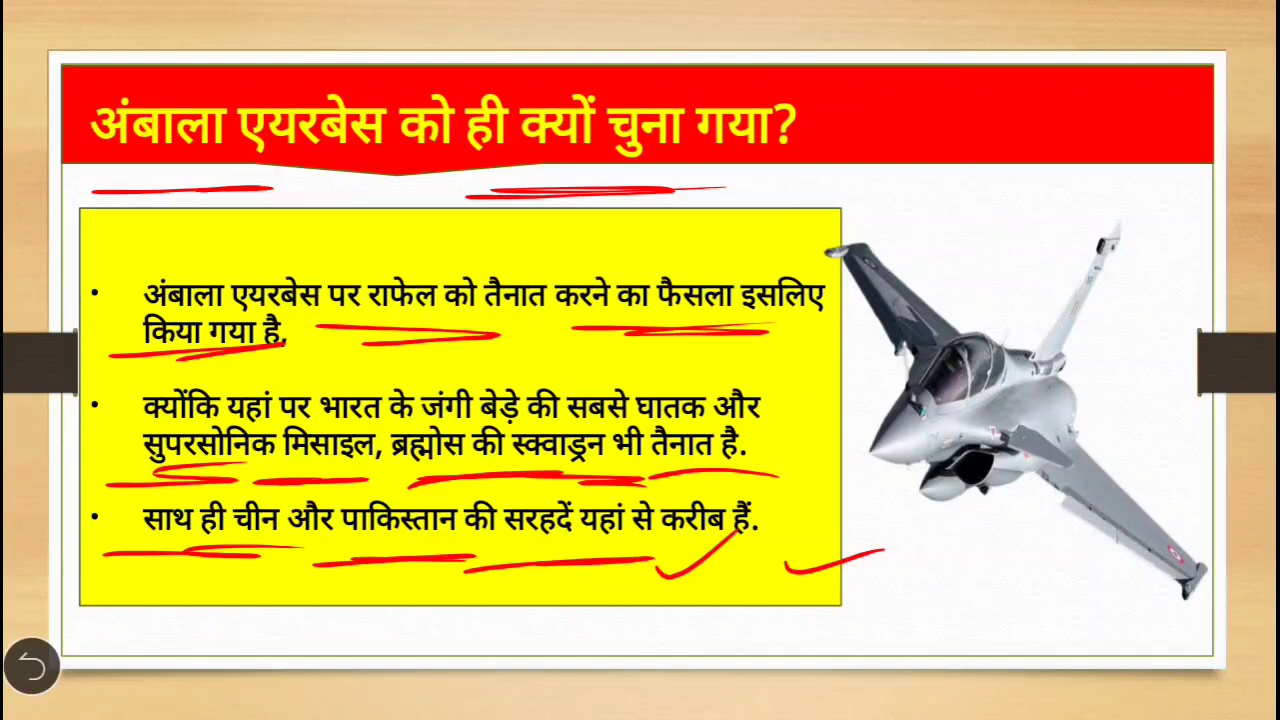 अंबाला एयरबेस को ही क्यों चुना गया?
• अंबाला एयरबेस पर राफेल को तैनात करने का फैसला इसलिए
किया गया है,
• क्योंकि यहां पर भारत के जंगी बेड़े की सबसे घातक और
सुपरसोनिक मिसाइल, ब्रह्मोस की स्क्वाड्रन भी तैनात है.
• साथ ही चीन और पाकिस्तान की सरहदें यहां से करीब हैं.